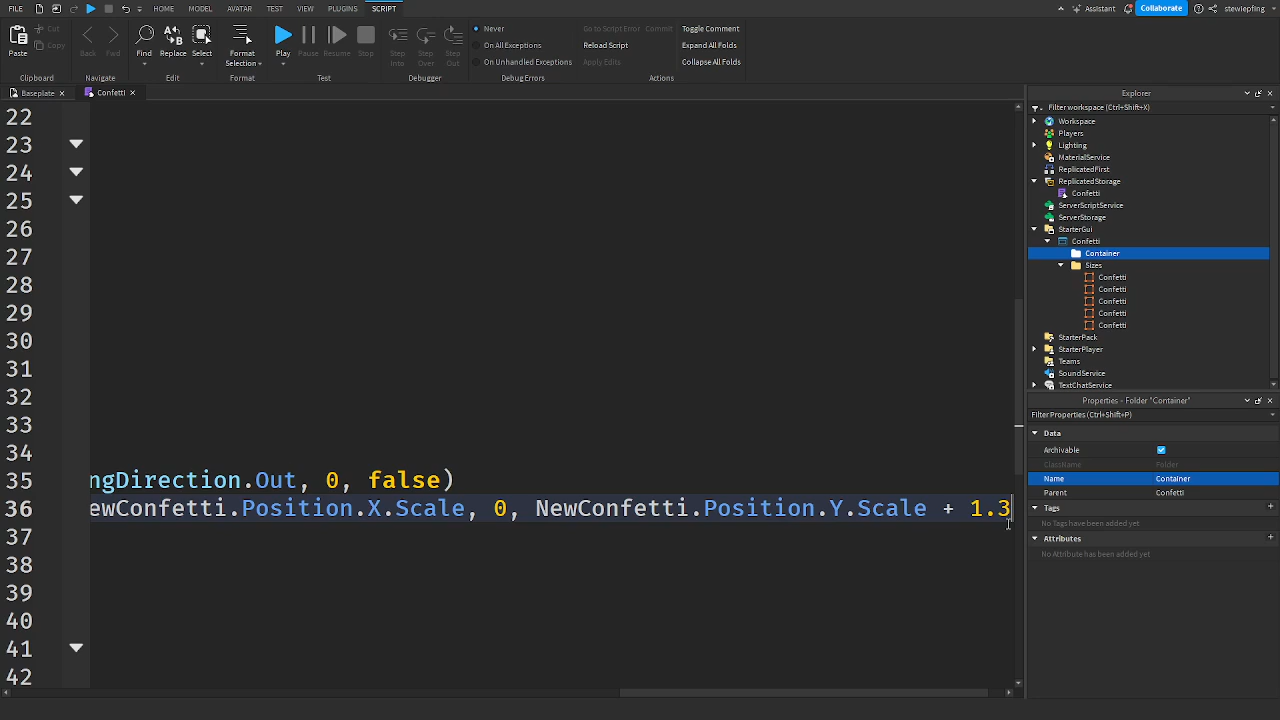 FILE HOME MODEL AVATAR TEST VIEW PLUGINS SCRIPT Assistant Collaborate stewiepfing
Paste Cut Copy Back Fwd Find Replace Select Format Selection Play Pause Resume Stop Step Into Step Over Step Out Never On All Exceptions On Unhandled Exceptions Go to Script Error Commit Reload Script Apply Edits Toggle Comment Expand All Folds Collapse All Folds
Clipboard Navigate Edit Format Test Debugger Debug Errors Actions
Baseplate Confetti
22
23
24
25
26
27
28
29
30
31
32
33
34
35 ngDirection.Out, 0, false)
36 ewConfetti.Position.X.Scale, 0, NewConfetti.Position.Y.Scale + 1.3
37
38
39
40
41
42
Explorer
Filter workspace (Ctrl+Shift+X)
Workspace
Players
Lighting
MaterialService
ReplicatedFirst
ReplicatedStorage
Confetti
ServerScriptService
ServerStorage
StarterGui
Confetti
Container
Sizes
Confetti
Confetti
Confetti
Confetti
Confetti
StarterPack
StarterPlayer
Teams
SoundService
TextChatService
Properties - Folder "Container"
Filter Properties (Ctrl+Shift+P)
Data
Archivable
ClassName Folder
Name Container
Parent Confetti
Tags
No Tags have been added yet
Attributes
No Attribute has been added yet